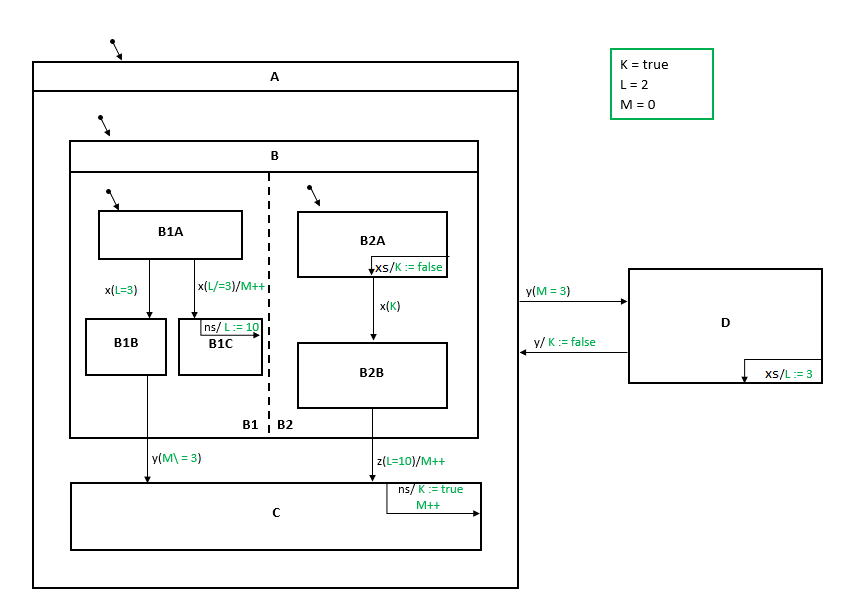 A
K = true
L = 2
M = 0
B
B1A
B2A
xs/K := false
x(L=3)
x(L/=3)/M++
x(K)
y(M = 3)
D
ns/ L := 10
B1B
B1C
y/ K := false
B2B
xs/L := 3
B1
B2
y(M\ = 3)
z(L=10)/M++
ns/ K := true
M++
C